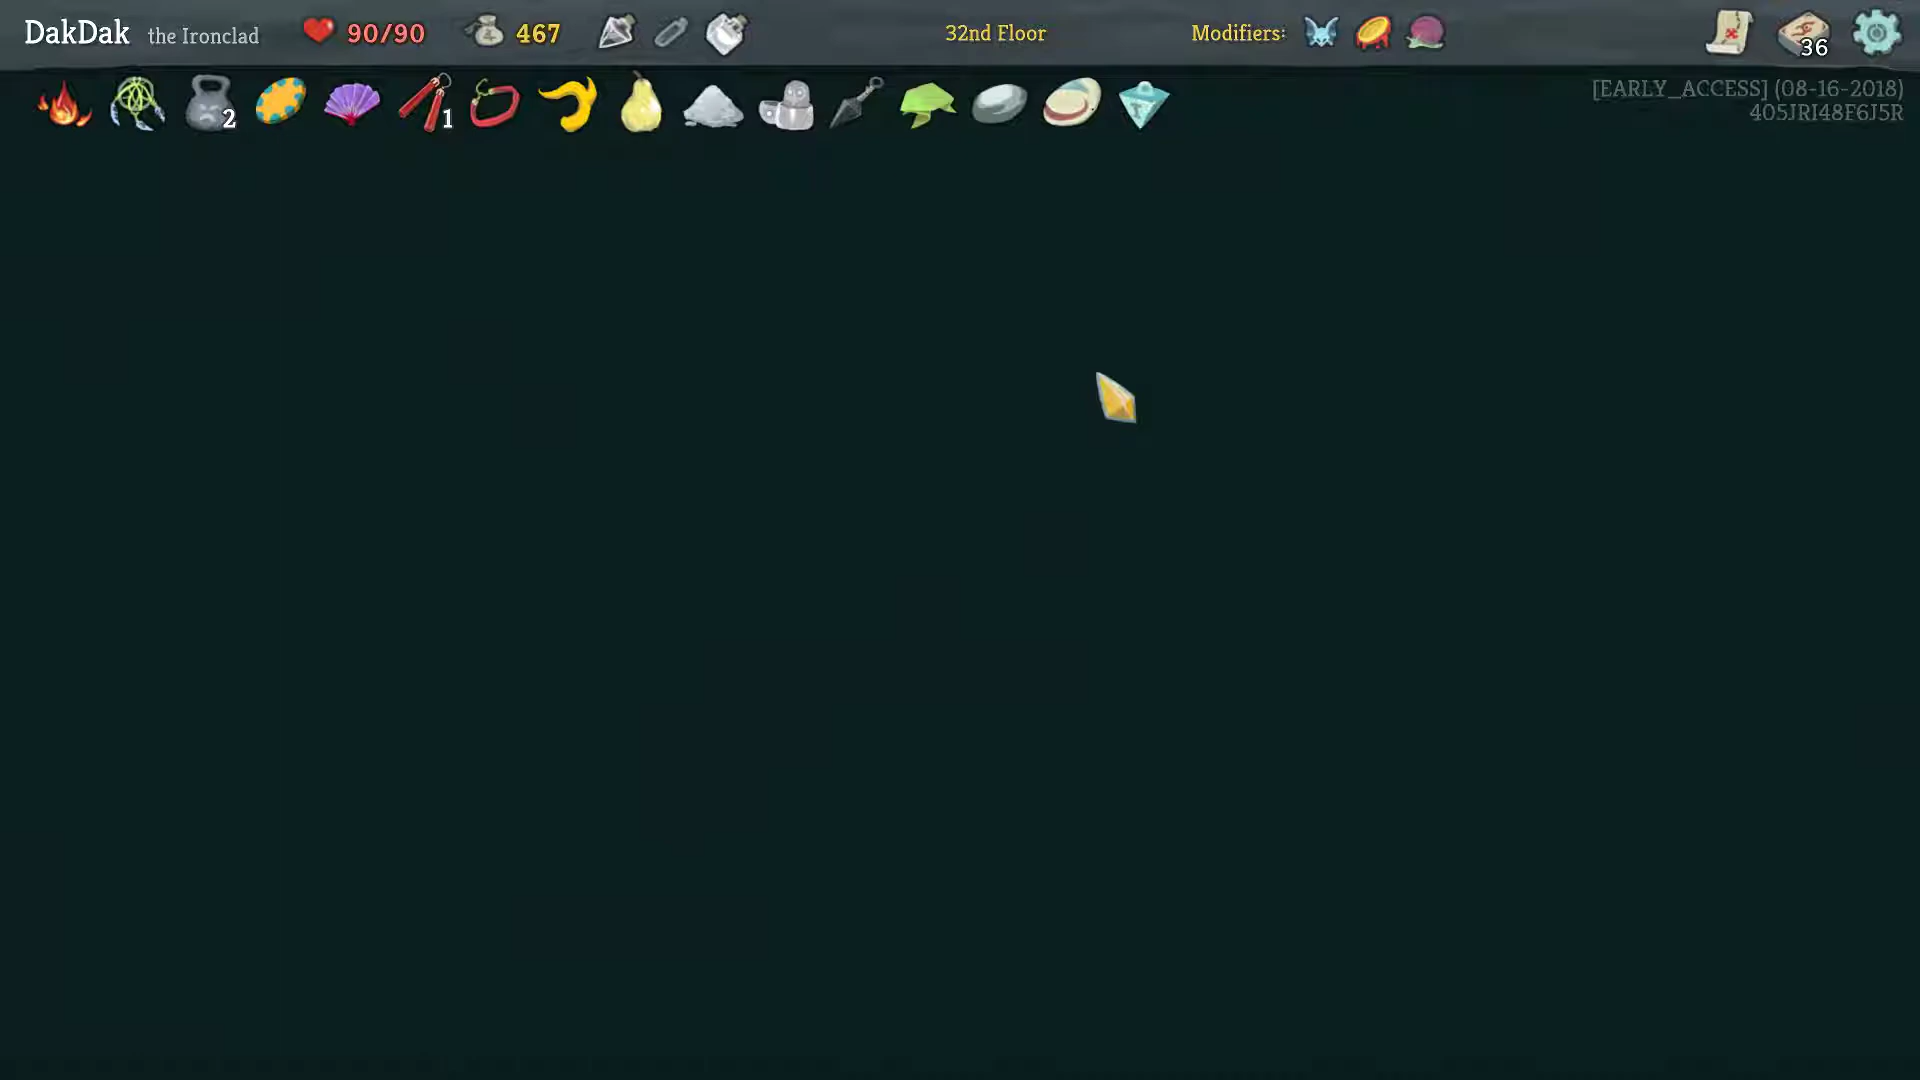 DakDak the Ironclad 90/90 467 32nd Floor Modifiers: 36
[EARLY_ACCESS] (08-16-2018)
405JRI48F6J5R
2 1